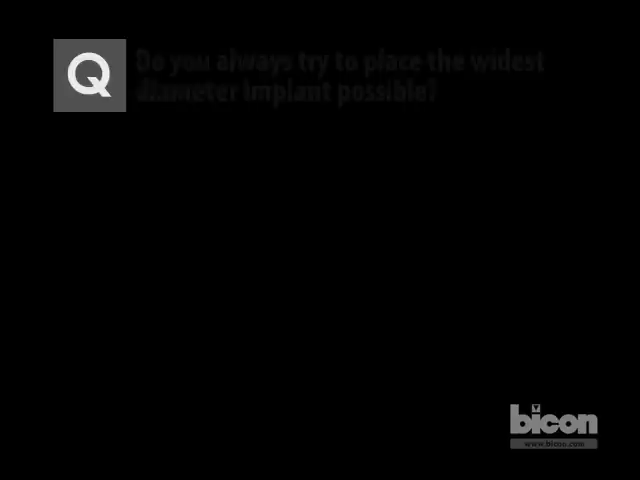 Q
Do you always try to place the widest
diameter implant possible?
bicon
www.bicon.com